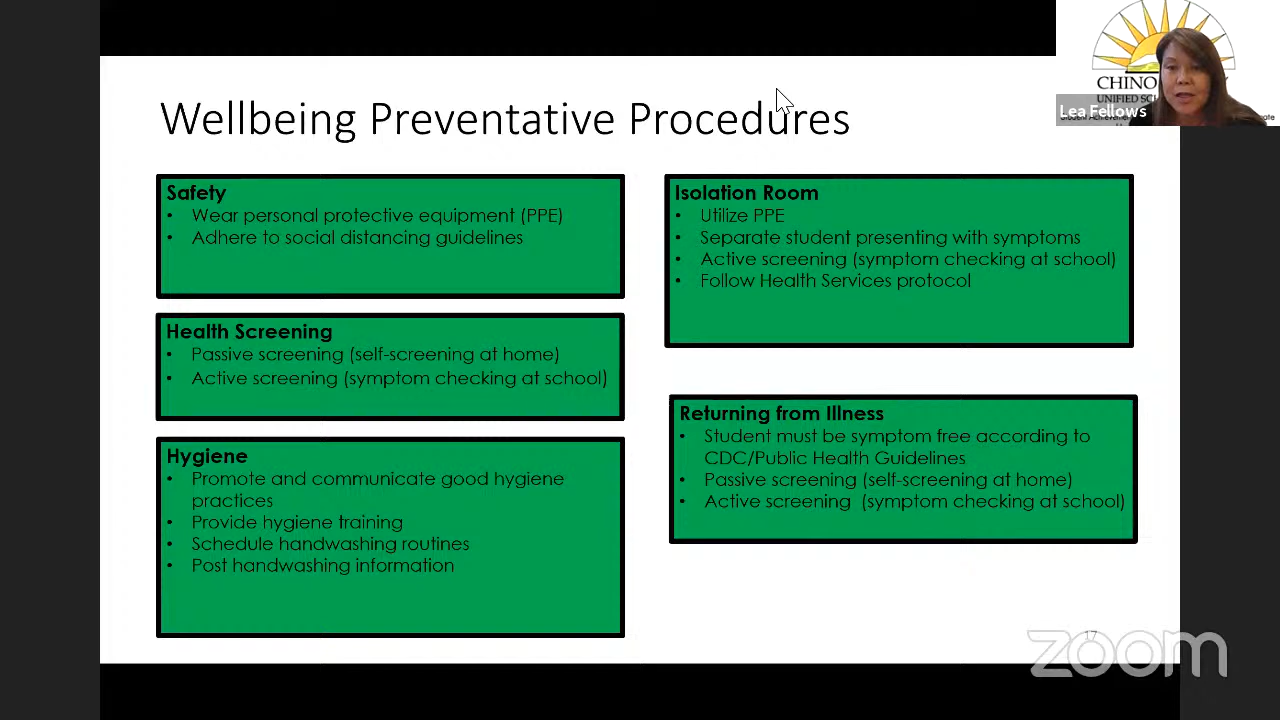 Wellbeing Preventative Procedures
CHINO
UNIFIED SC
Lea Fellows
Safety
• Wear personal protective equipment (PPE)
• Adhere to social distancing guidelines
Health Screening
• Passive screening (self-screening at home)
• Active screening (symptom checking at school)
Hygiene
• Promote and communicate good hygiene
practices
• Provide hygiene training
• Schedule handwashing routines
• Post handwashing information
Isolation Room
• Utilize PPE
• Separate student presenting with symptoms
• Active screening (symptom checking at school)
• Follow Health Services protocol
Returning from Illness
• Student must be symptom free according to
CDC/Public Health Guidelines
• Passive screening (self-screening at home)
• Active screening (symptom checking at school)
17
zoom